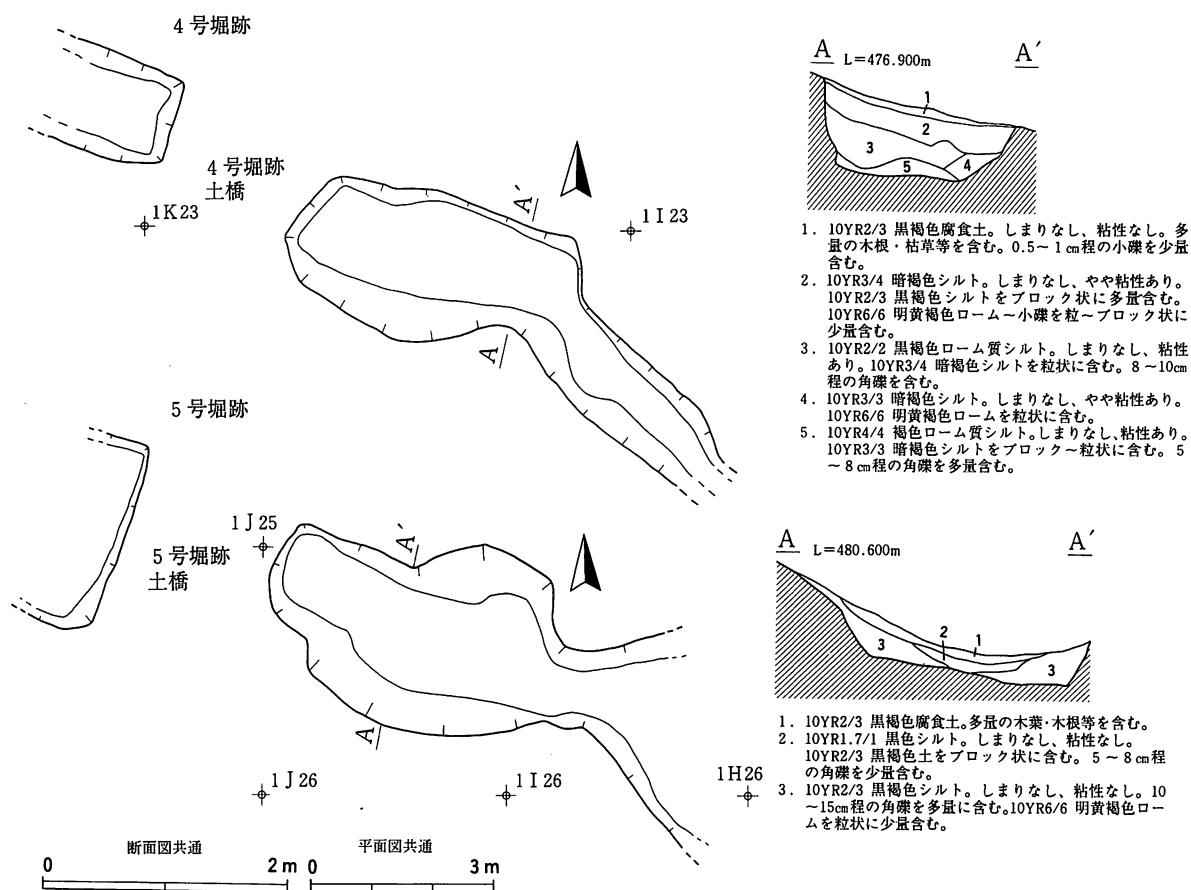 4号堀跡
4号堀跡
土橋
1K23
A'
1I23
A
A L=476.900m A'
1
2
3
5
4
1. 10YR2/3 黒褐色腐食土。しまりなし、粘性なし。多
量の木根・枯草等を含む。0.5～1㎝程の小礫を少量
含む。
2. 10YR3/4 暗褐色シルト。しまりなし、やや粘性あり。
10YR2/3 黒褐色シルトをブロック状に多量含む。
10YR6/6 明黄褐色ローム～小礫を粒～ブロック状に
少量含む。
3. 10YR2/2 黒褐色ローム質シルト。しまりなし、粘性
あり。10YR3/4 暗褐色シルトを粒状に含む。8～10㎝
程の角礫を含む。
4. 10YR3/3 暗褐色シルト。しまりなし、やや粘性あり。
10YR6/6 明黄褐色ロームを粒状に含む。
5. 10YR4/4 褐色ローム質シルト。しまりなし、粘性あり。
10YR3/3 暗褐色シルトをブロック～粒状に含む。5
～8㎝程の角礫を多量含む。
5号堀跡
1J25
5号堀跡
土橋
A'
A
1J26
1I26
1H26
A L=480.600m A'
2
1
3
3
1. 10YR2/3 黒褐色腐食土。多量の木葉・木根等を含む。
2. 10YR1.7/1 黒色シルト。しまりなし、粘性なし。
10YR2/3 黒褐色土をブロック状に含む。5～8㎝程
の角礫を少量含む。
3. 10YR2/3 黒褐色シルト。しまりなし、粘性なし。10
～15㎝程の角礫を多量に含む。10YR6/6 明黄褐色ロー
ムを粒状に少量含む。
断面図共通
0 2m
平面図共通
0 3m